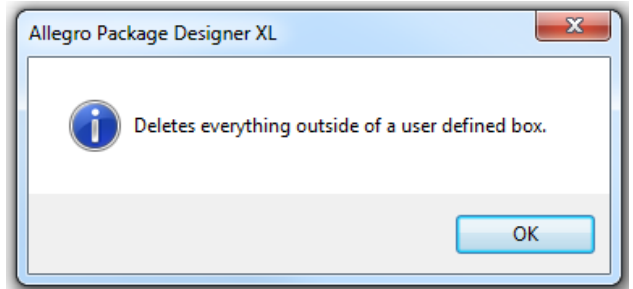 Allegro Package Designer XL
Deletes everything outside of a user defined box.
OK